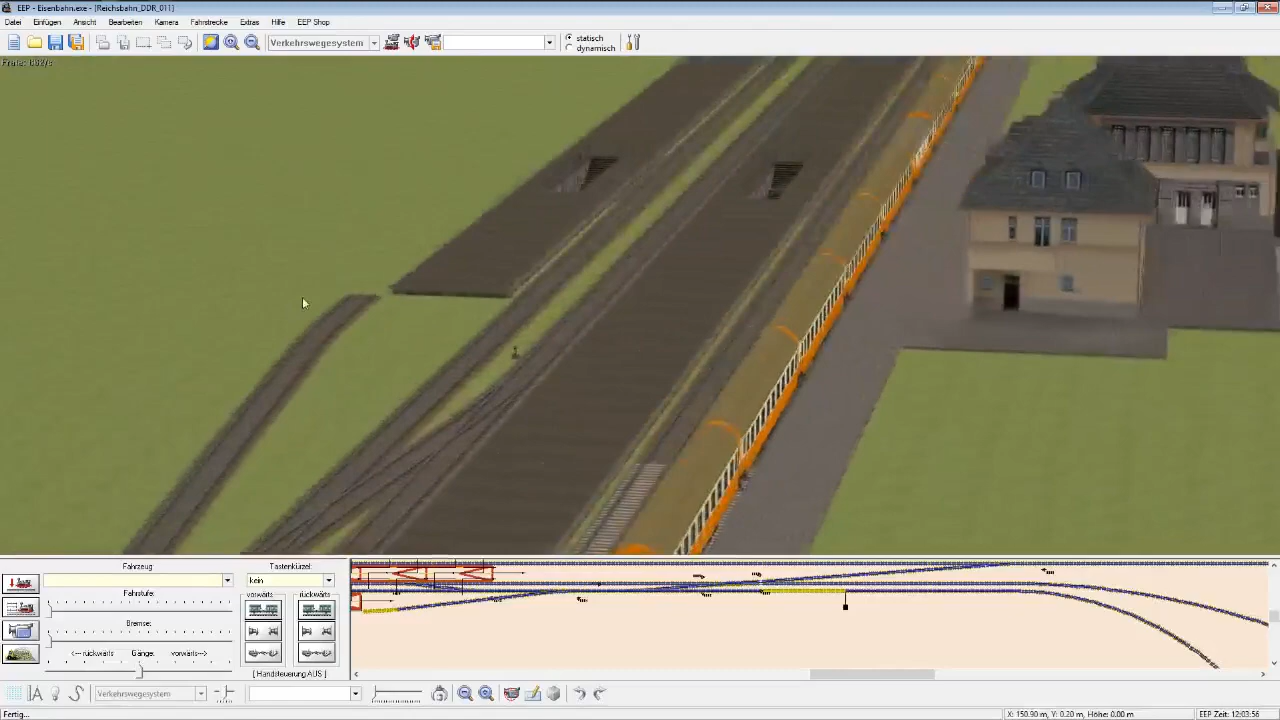 EEP - Eisenbahn.exe - [Reichsbahn_DDR_011]
Datei Einfügen Ansicht Bearbeiten Kamera Fahrstrecke Extras Hilfe EEP Shop
Verkehrswegesystem
statisch
dynamisch
Fahrzeug
Tastenkürzel:
kein
Fahrstufe:
vorwärts rückwärts
Bremse:
<--- rückwärts Gänge: vorwärts--->
[ Handsteuerung AUS ]
Verkehrswegesystem
Fertig...
X: 150.90 m, Y: 0.20 m, Höhe: 0.00 m
EEP Zeit: 12:03:56